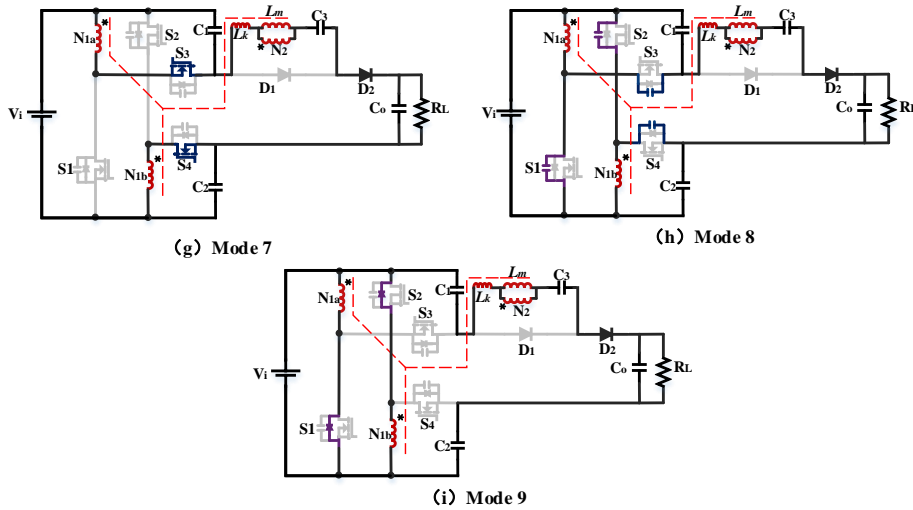 * N1a S2 C1 Lk Lm * N2 C3
S3 D1 D2 Co RL
Vi
S1 N1b * S4 C2
(g) Mode 7
* N1a S2 C1 Lk Lm * N2 C3
S3 D1 D2 Co RL
Vi
S1 N1b * S4 C2
(h) Mode 8
* N1a S2 C1 Lk Lm * N2 C3
S3 D1 D2 Co RL
Vi
S1 N1b * S4 C2
(i) Mode 9